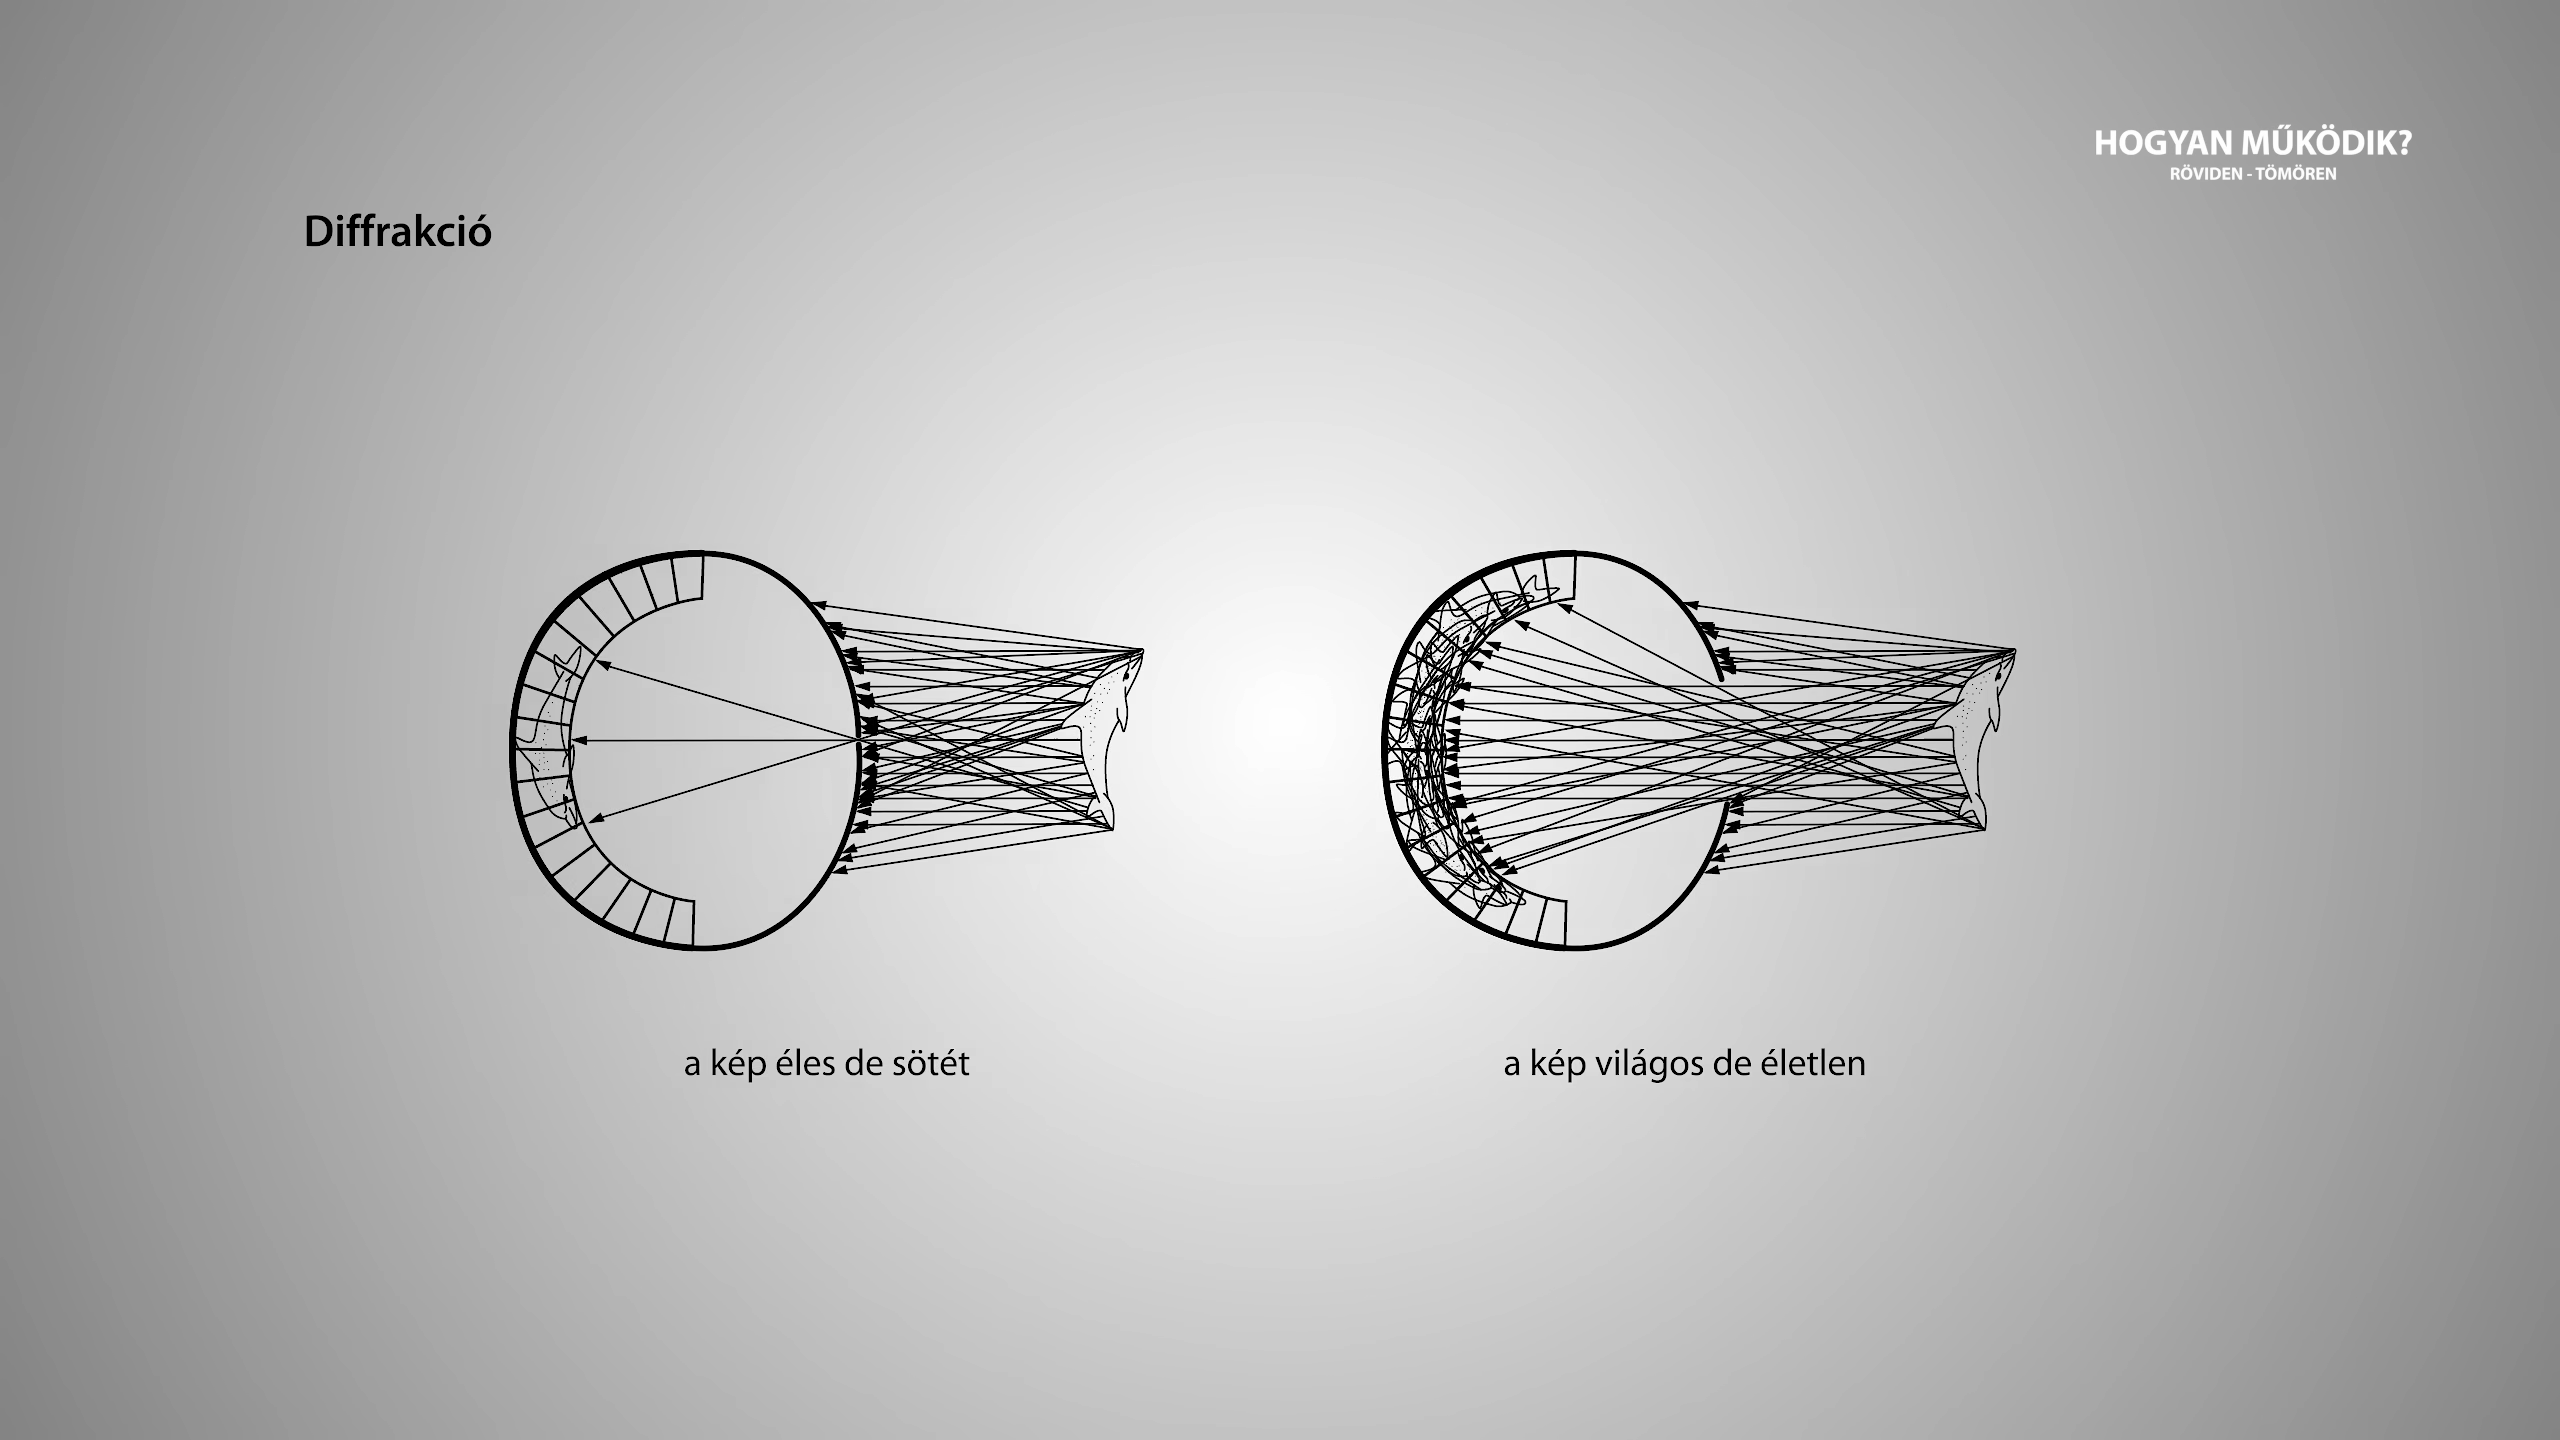 HOGYAN MŰKÖDIK?
RÖVIDEN - TÖMÖREN
Diffrakció
a kép éles de sötét
a kép világos de életlen